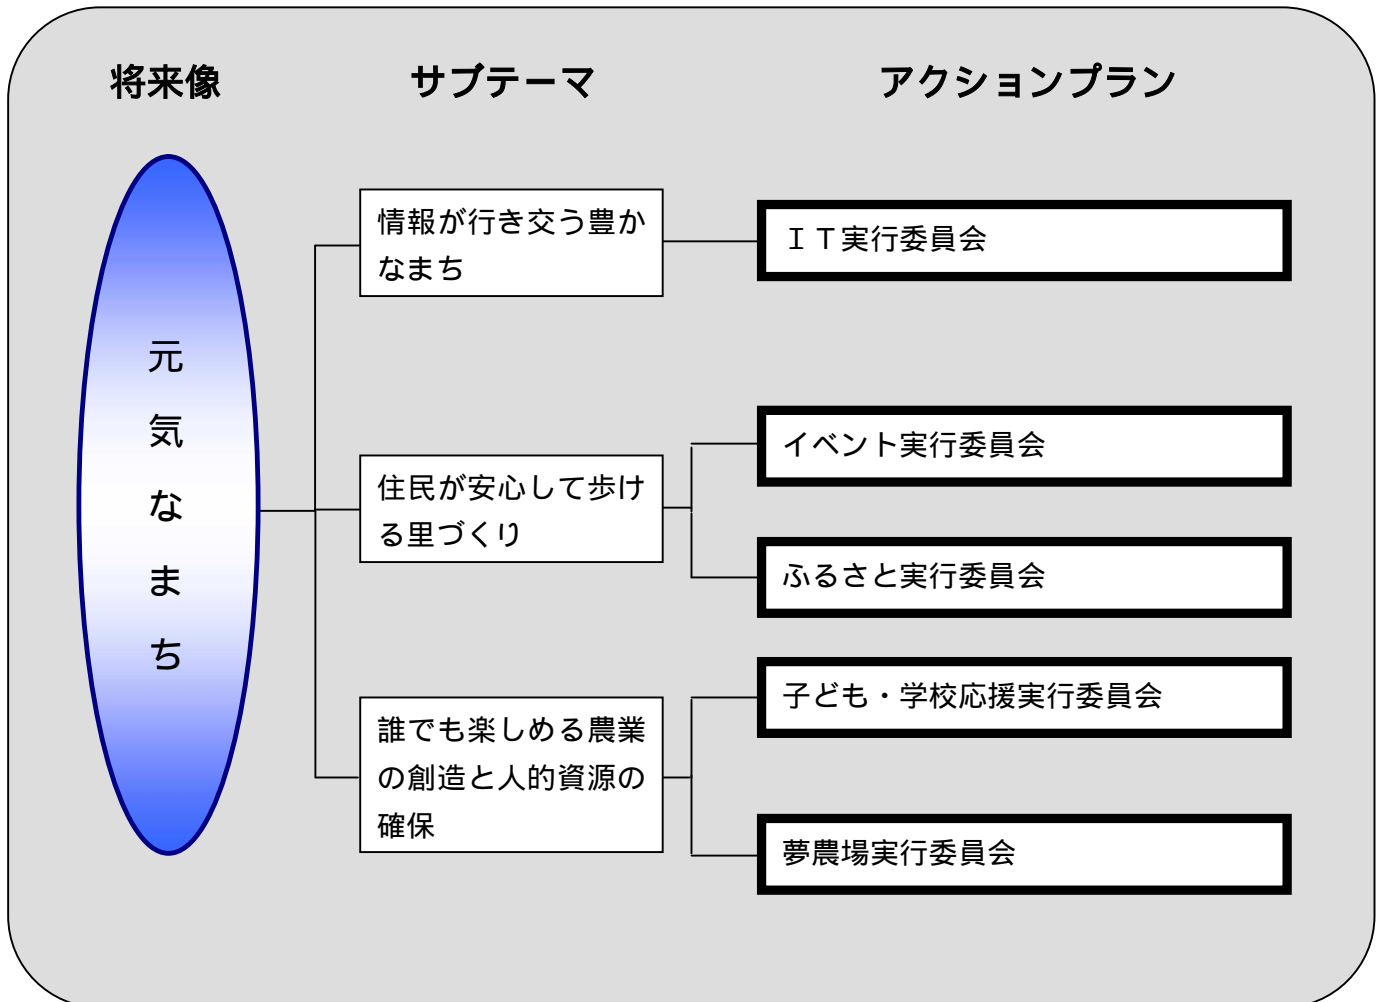 将来像
サブテーマ
アクションプラン
元気なまち
情報が行き交う豊か
なまち
ＩＴ実行委員会
住民が安心して歩け
る里づくり
イベント実行委員会
ふるさと実行委員会
誰でも楽しめる農業
の創造と人的資源の
確保
子ども・学校応援実行委員会
夢農場実行委員会